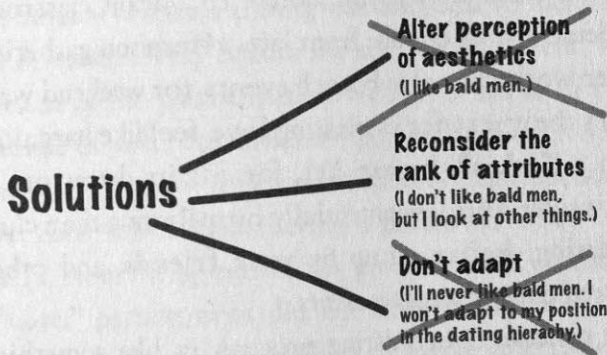 Alter perception
of aesthetics
(I like bald men.)
Reconsider the
rank of attributes
(I don't like bald men,
but I look at other things.)
Solutions
Don't adapt
(I'll never like bald men. I
won't adapt to my position
in the dating hierachy.)